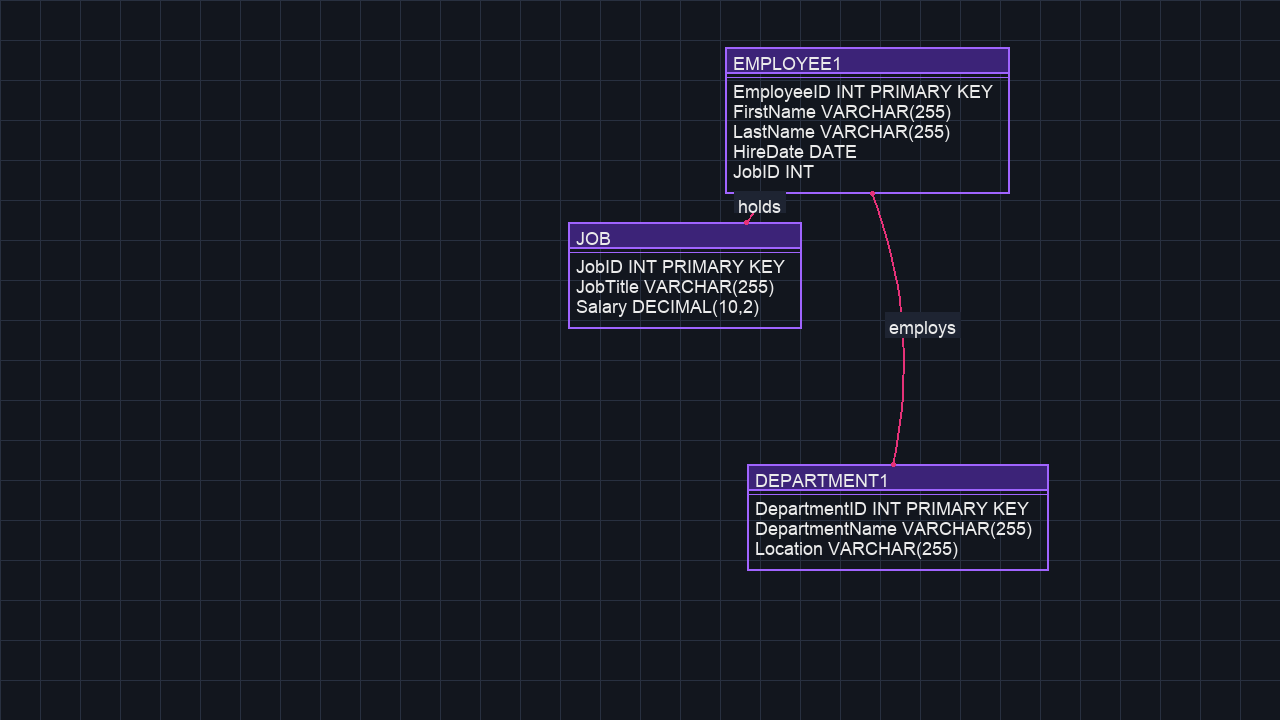 EMPLOYEE1
EmployeeID INT PRIMARY KEY
FirstName VARCHAR(255)
LastName VARCHAR(255)
HireDate DATE
JobID INT
holds
JOB
JobID INT PRIMARY KEY
JobTitle VARCHAR(255)
Salary DECIMAL(10,2)
employs
DEPARTMENT1
DepartmentID INT PRIMARY KEY
DepartmentName VARCHAR(255)
Location VARCHAR(255)